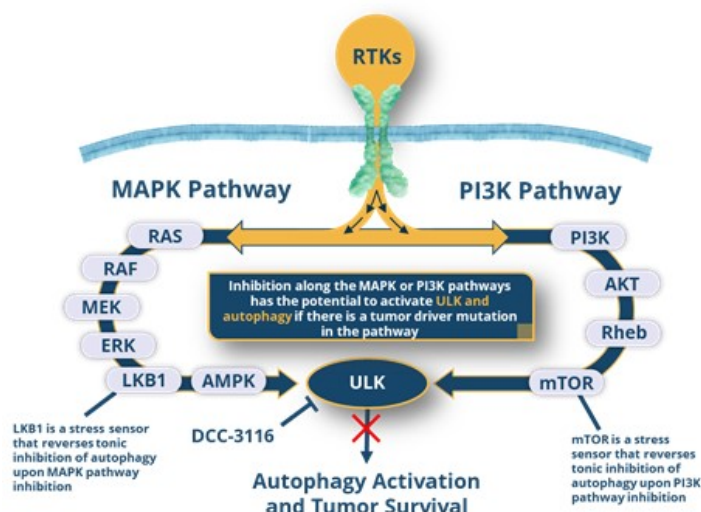 RTKs
MAPK Pathway
PI3K Pathway
RAS
RAF
MEK
ERK
LKB1
AMPK
PI3K
AKT
Rheb
mTOR
Inhibition along the MAPK or PI3K pathways
has the potential to activate ULK and
autophagy if there is a tumor driver mutation
in the pathway
ULK
DCC-3116
LKB1 is a stress sensor
that reverses tonic
inhibition of autophagy
upon MAPK pathway
inhibition
mTOR is a stress
sensor that reverses
tonic inhibition of
autophagy upon PI3K
pathway inhibition
Autophagy Activation
and Tumor Survival